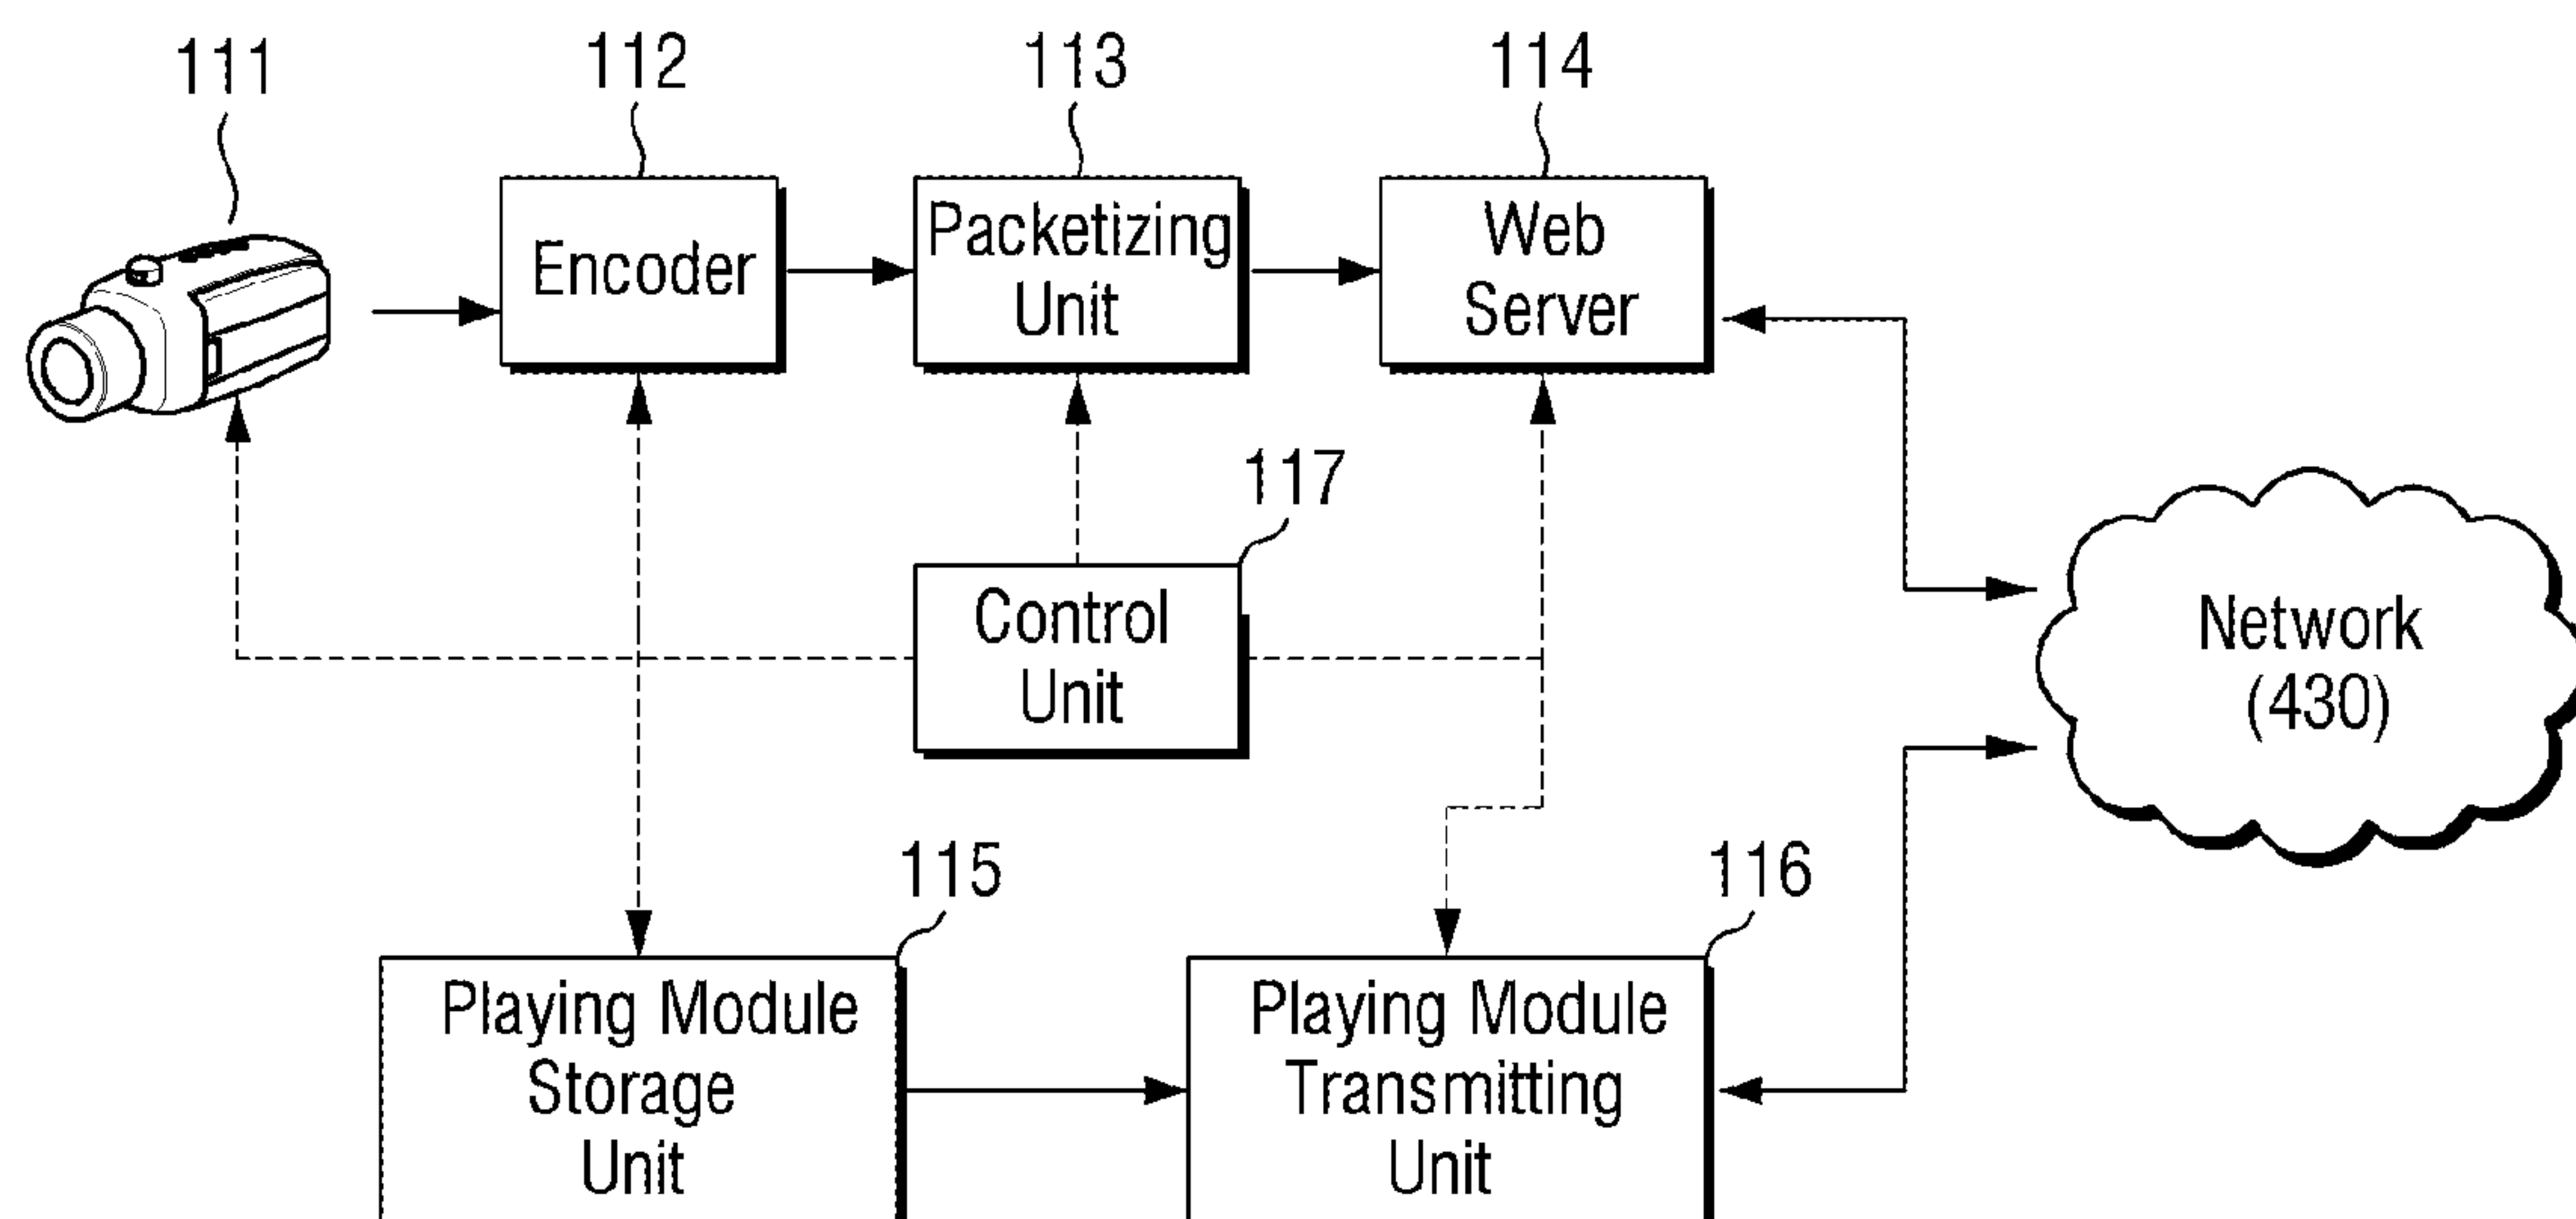 111
112
113
114
Encoder
Packetizing
Unit
Web
Server
117
Control
Unit
Network
(430)
115
116
Playing Module
Storage
Unit
Playing Module
Transmitting
Unit